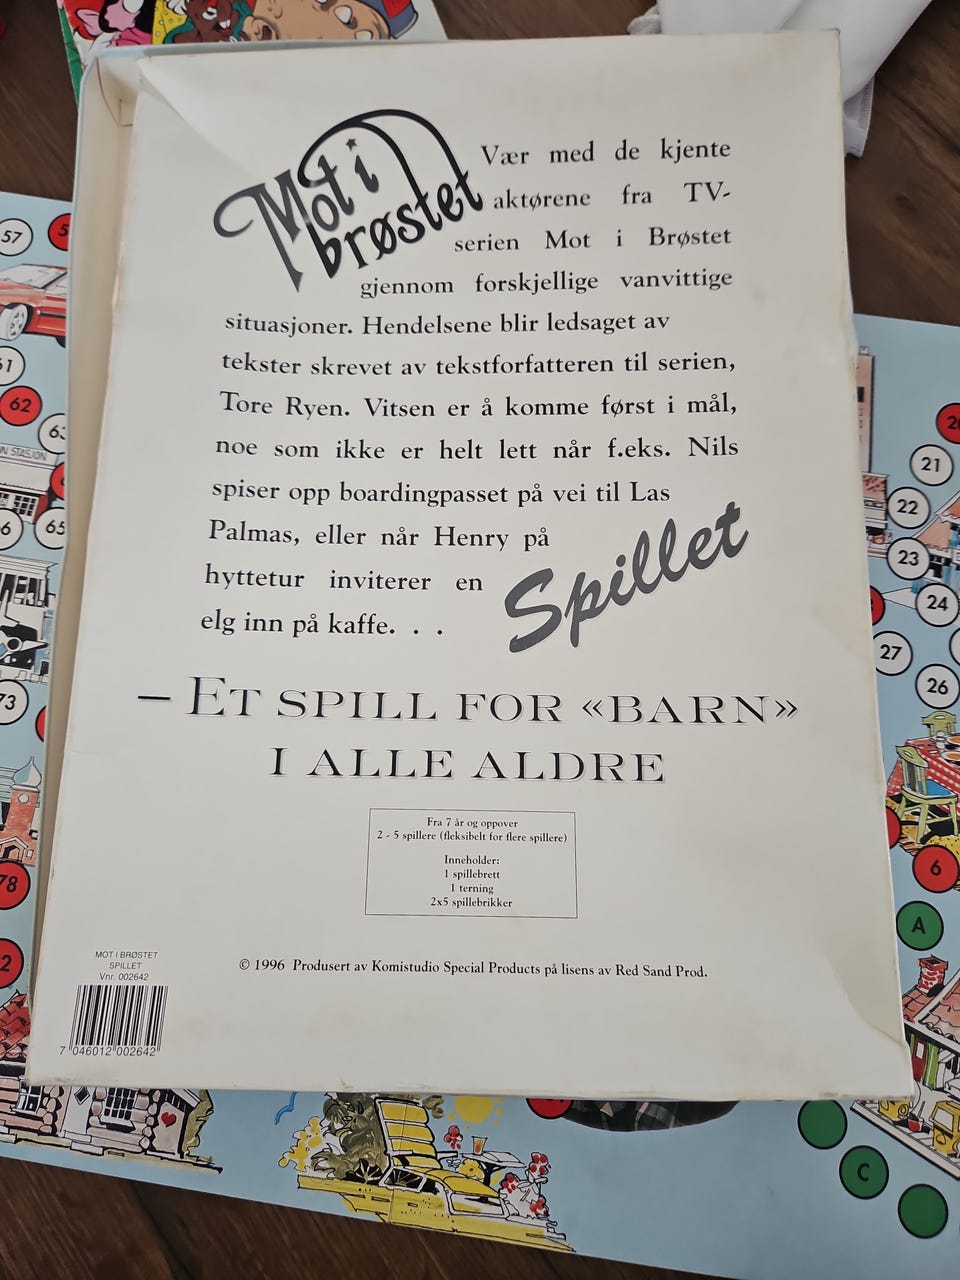 Mot i
brøstet
Vær med de kjente
aktørene fra TV-
serien Mot i Brøstet
gjennom forskjellige vanvittige
situasjoner. Hendelsene blir ledsaget av
tekster skrevet av tekstforfatteren til serien,
Tore Ryen. Vitsen er å komme først i mål,
noe som ikke er helt lett når f.eks. Nils
spiser opp boardingpasset på vei til Las
Palmas, eller når Henry på
hyttetur inviterer en
elg inn på kaffe. . .
Spillet
– ET SPILL FOR «BARN»
I ALLE ALDRE
Fra 7 år og oppover
2 - 5 spillere (fleksibelt for flere spillere)
Inneholder:
1 spillebrett
1 terning
2x5 spillebrikker
© 1996 Produsert av Komistudio Special Products på lisens av Red Sand Prod.
MOT I BRØSTET
SPILLET
Vnr. 002642
7 046012 002642
57
62
65
73
78
N STASJON
21
22
23
24
27
26
6
A
C